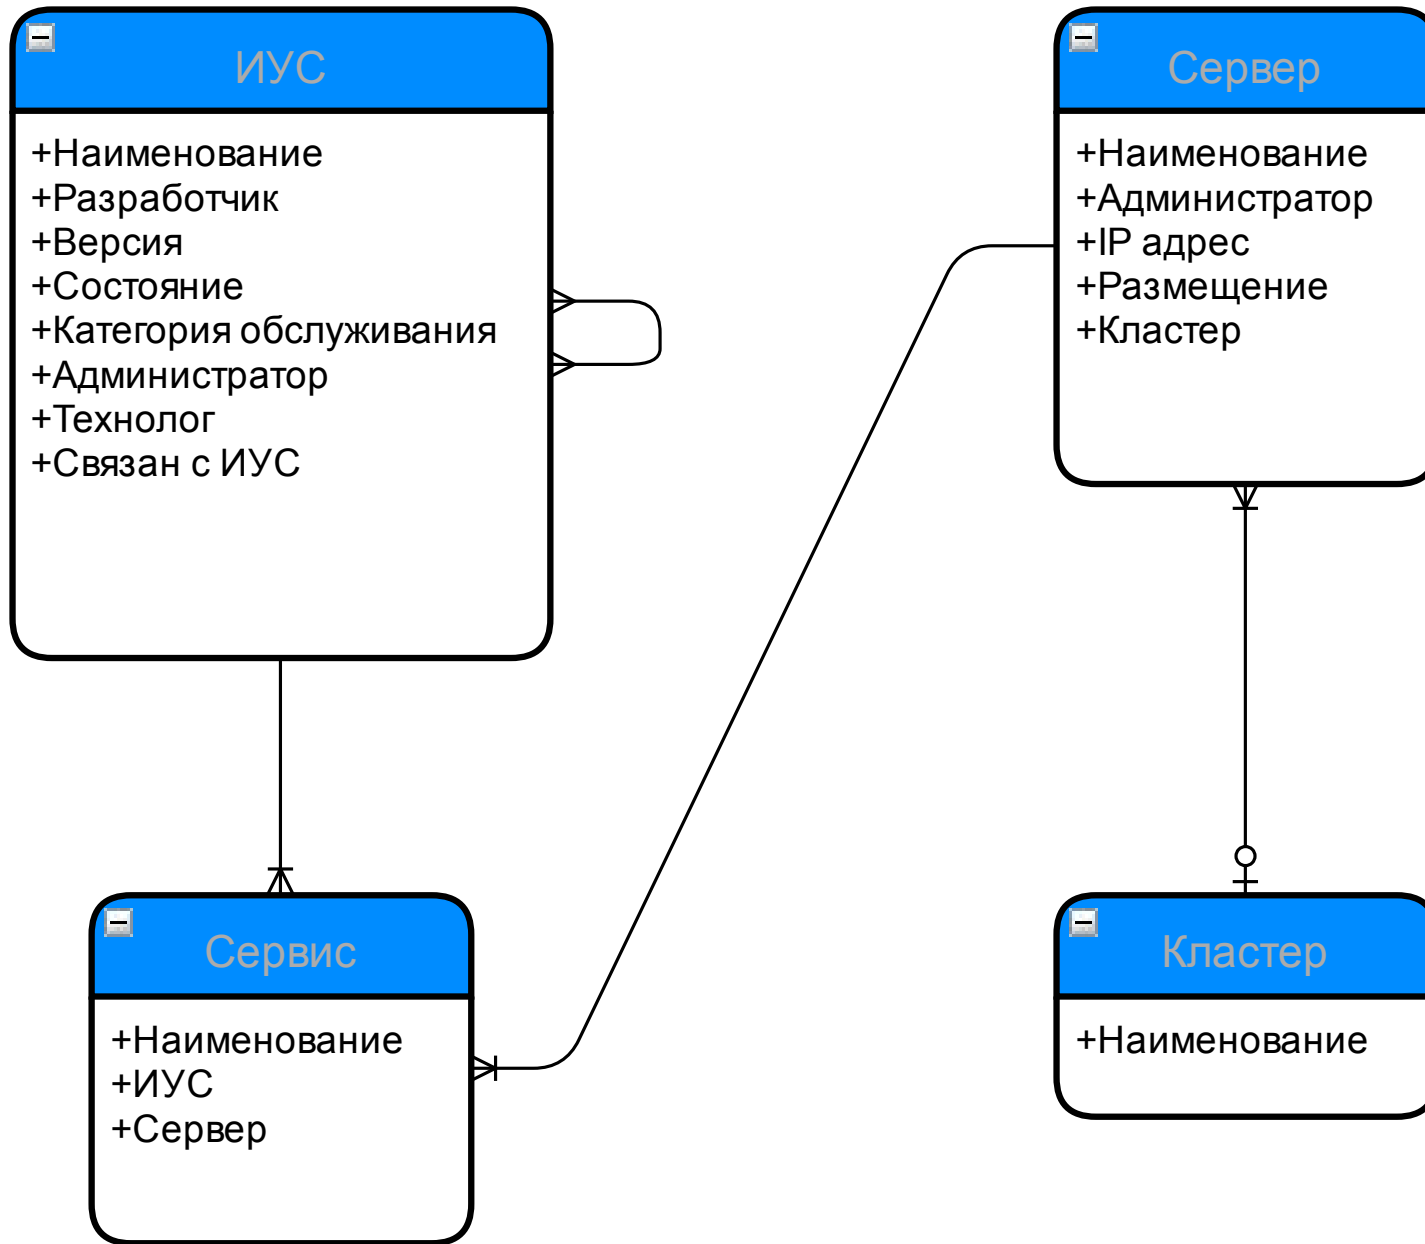 ИУС
+Наименование
+Разработчик
+Версия
+Состояние
+Категория обслуживания
+Администратор
+Технолог
+Связан с ИУС
Сервер
+Наименование
+Администратор
+IP адрес
+Размещение
+Кластер
Сервис
+Наименование
+ИУС
+Сервер
Кластер
+Наименование